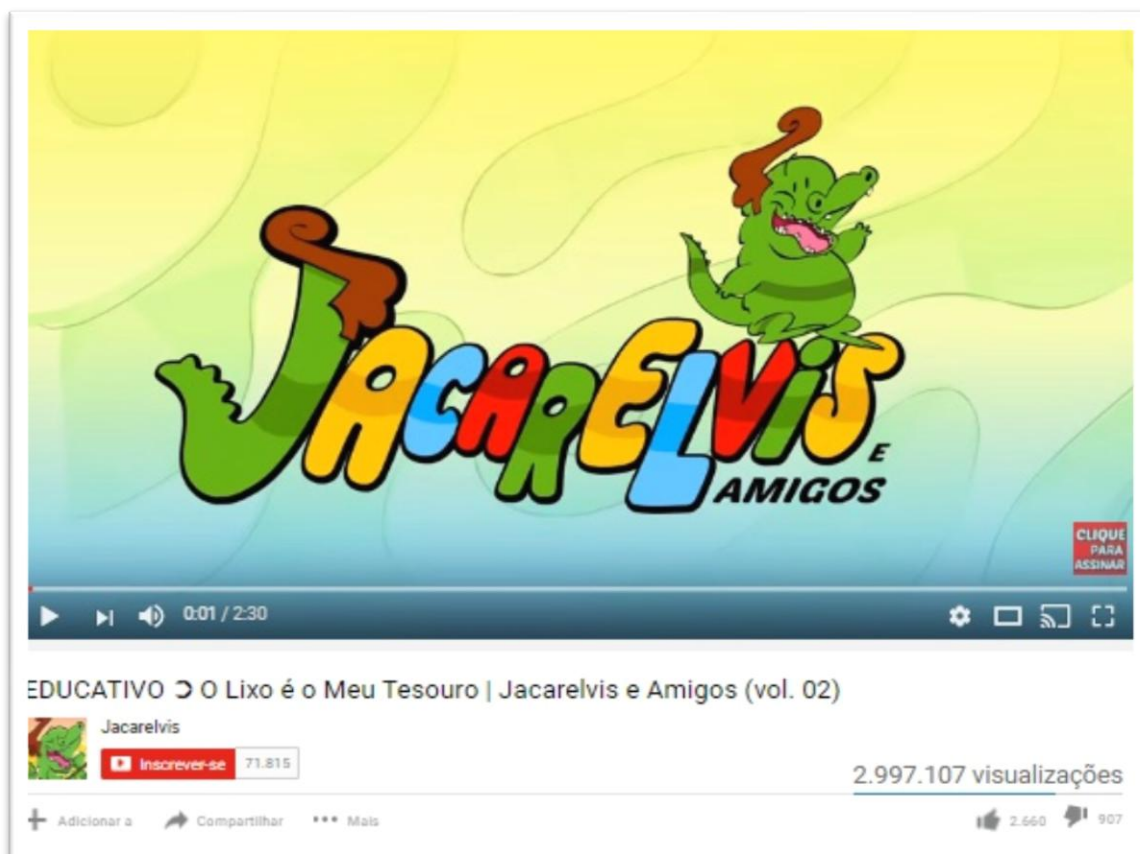 JACARELVIS
E
AMIGOS
CLIQUE
PARA
ASSINAR
0:01 / 2:30
EDUCATIVO Ↄ O Lixo é o Meu Tesouro | Jacarelvis e Amigos (vol. 02)
Jacarelvis
Inscrever-se 71.815
2.997.107 visualizações
Adicionar a Compartilhar Mais 2.660 907